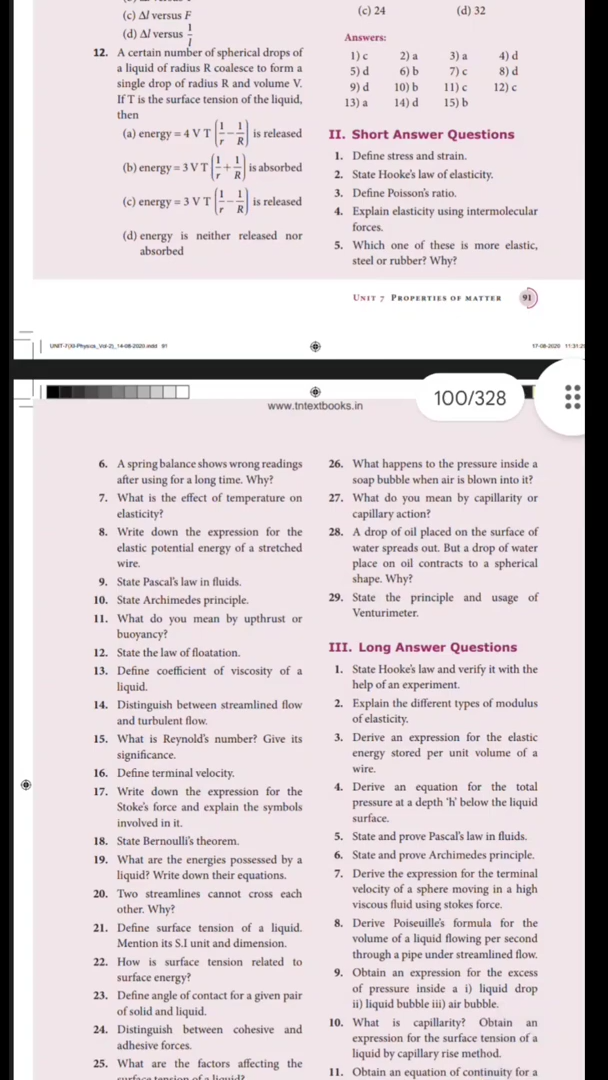 (c) Δl versus F
(d) Δl versus 1/l
12. A certain number of spherical drops of
a liquid of radius R coalesce to form a
single drop of radius R and volume V.
If T is the surface tension of the liquid,
then
(a) energy = 4 V T (1/r − 1/R) is released
(b) energy = 3 V T (1/r + 1/R) is absorbed
(c) energy = 3 V T (1/r − 1/R) is released
(d) energy is neither released nor
absorbed
(c) 24 (d) 32
Answers:
1) c 2) a 3) a 4) d
5) d 6) b 7) c 8) d
9) d 10) b 11) c 12) c
13) a 14) d 15) b
II. Short Answer Questions
1. Define stress and strain.
2. State Hooke's law of elasticity.
3. Define Poisson's ratio.
4. Explain elasticity using intermolecular
forces.
5. Which one of these is more elastic,
steel or rubber? Why?
UNIT 7 PROPERTIES OF MATTER 91
UNIT-7(XI-Physics_Vol-2)_14-08-2020.indd 91
17-08-2020 11:31:2
100/328
www.tntextbooks.in
6. A spring balance shows wrong readings
after using for a long time. Why?
7. What is the effect of temperature on
elasticity?
8. Write down the expression for the
elastic potential energy of a stretched
wire.
9. State Pascal's law in fluids.
10. State Archimedes principle.
11. What do you mean by upthrust or
buoyancy?
12. State the law of floatation.
13. Define coefficient of viscosity of a
liquid.
14. Distinguish between streamlined flow
and turbulent flow.
15. What is Reynold's number? Give its
significance.
16. Define terminal velocity.
17. Write down the expression for the
Stoke's force and explain the symbols
involved in it.
18. State Bernoulli's theorem.
19. What are the energies possessed by a
liquid? Write down their equations.
20. Two streamlines cannot cross each
other. Why?
21. Define surface tension of a liquid.
Mention its S.I unit and dimension.
22. How is surface tension related to
surface energy?
23. Define angle of contact for a given pair
of solid and liquid.
24. Distinguish between cohesive and
adhesive forces.
25. What are the factors affecting the
surface tension of a liquid?
26. What happens to the pressure inside a
soap bubble when air is blown into it?
27. What do you mean by capillarity or
capillary action?
28. A drop of oil placed on the surface of
water spreads out. But a drop of water
place on oil contracts to a spherical
shape. Why?
29. State the principle and usage of
Venturimeter.
III. Long Answer Questions
1. State Hooke's law and verify it with the
help of an experiment.
2. Explain the different types of modulus
of elasticity.
3. Derive an expression for the elastic
energy stored per unit volume of a
wire.
4. Derive an equation for the total
pressure at a depth 'h' below the liquid
surface.
5. State and prove Pascal's law in fluids.
6. State and prove Archimedes principle.
7. Derive the expression for the terminal
velocity of a sphere moving in a high
viscous fluid using stokes force.
8. Derive Poiseuille's formula for the
volume of a liquid flowing per second
through a pipe under streamlined flow.
9. Obtain an expression for the excess
of pressure inside a i) liquid drop
ii) liquid bubble iii) air bubble.
10. What is capillarity? Obtain an
expression for the surface tension of a
liquid by capillary rise method.
11. Obtain an equation of continuity for a